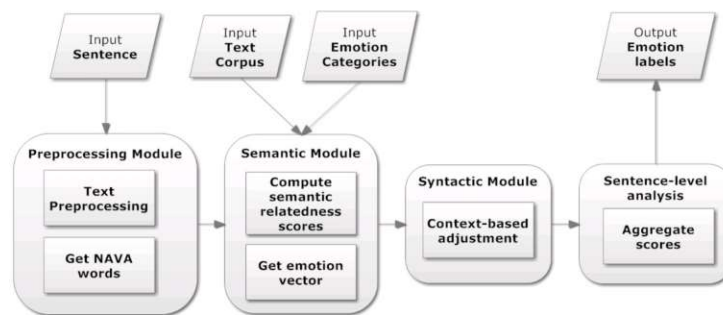 Input
Sentence
Input
Text
Corpus
Input
Emotion
Categories
Output
Emotion
labels
Preprocessing Module
Text
Preprocessing
Get NAVA
words
Semantic Module
Compute
semantic
relatedness
scores
Get emotion
vector
Syntactic Module
Context-based
adjustment
Sentence-level
analysis
Aggregate
scores